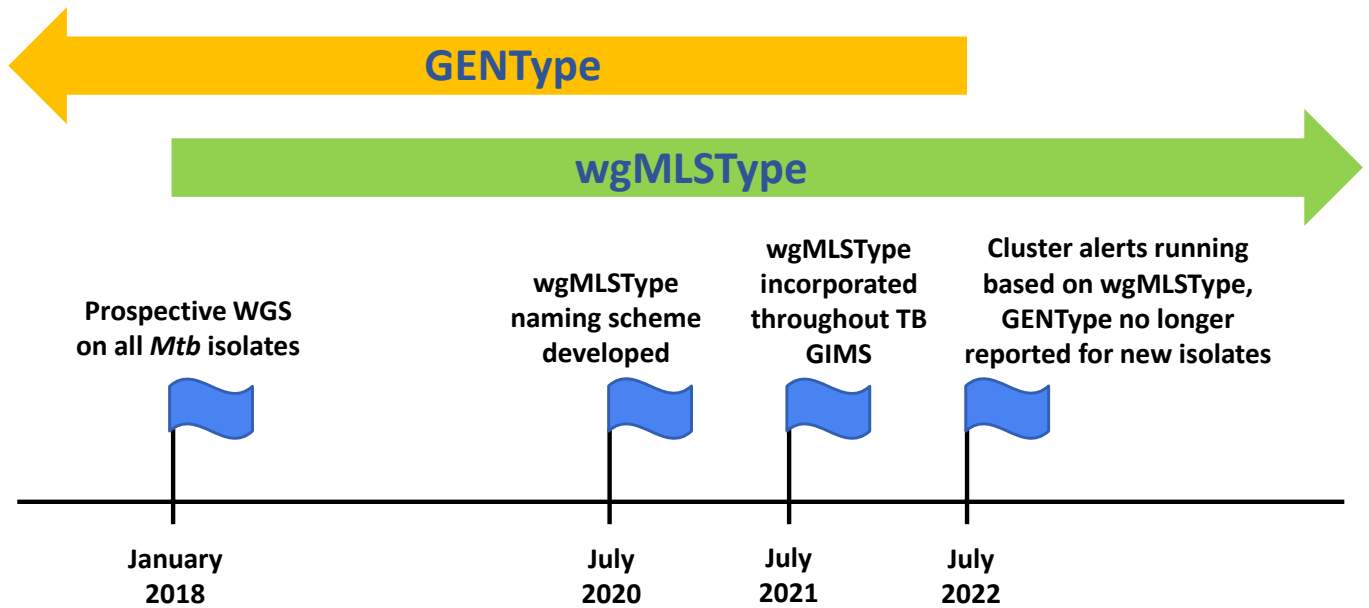 GENType
wgMLSType
Prospective WGS
on all Mtb isolates
wgMLSType
naming scheme
developed
wgMLSType
incorporated
throughout TB
GIMS
Cluster alerts running
based on wgMLSType,
GENType no longer
reported for new isolates
January
2018
July
2020
July
2021
July
2022